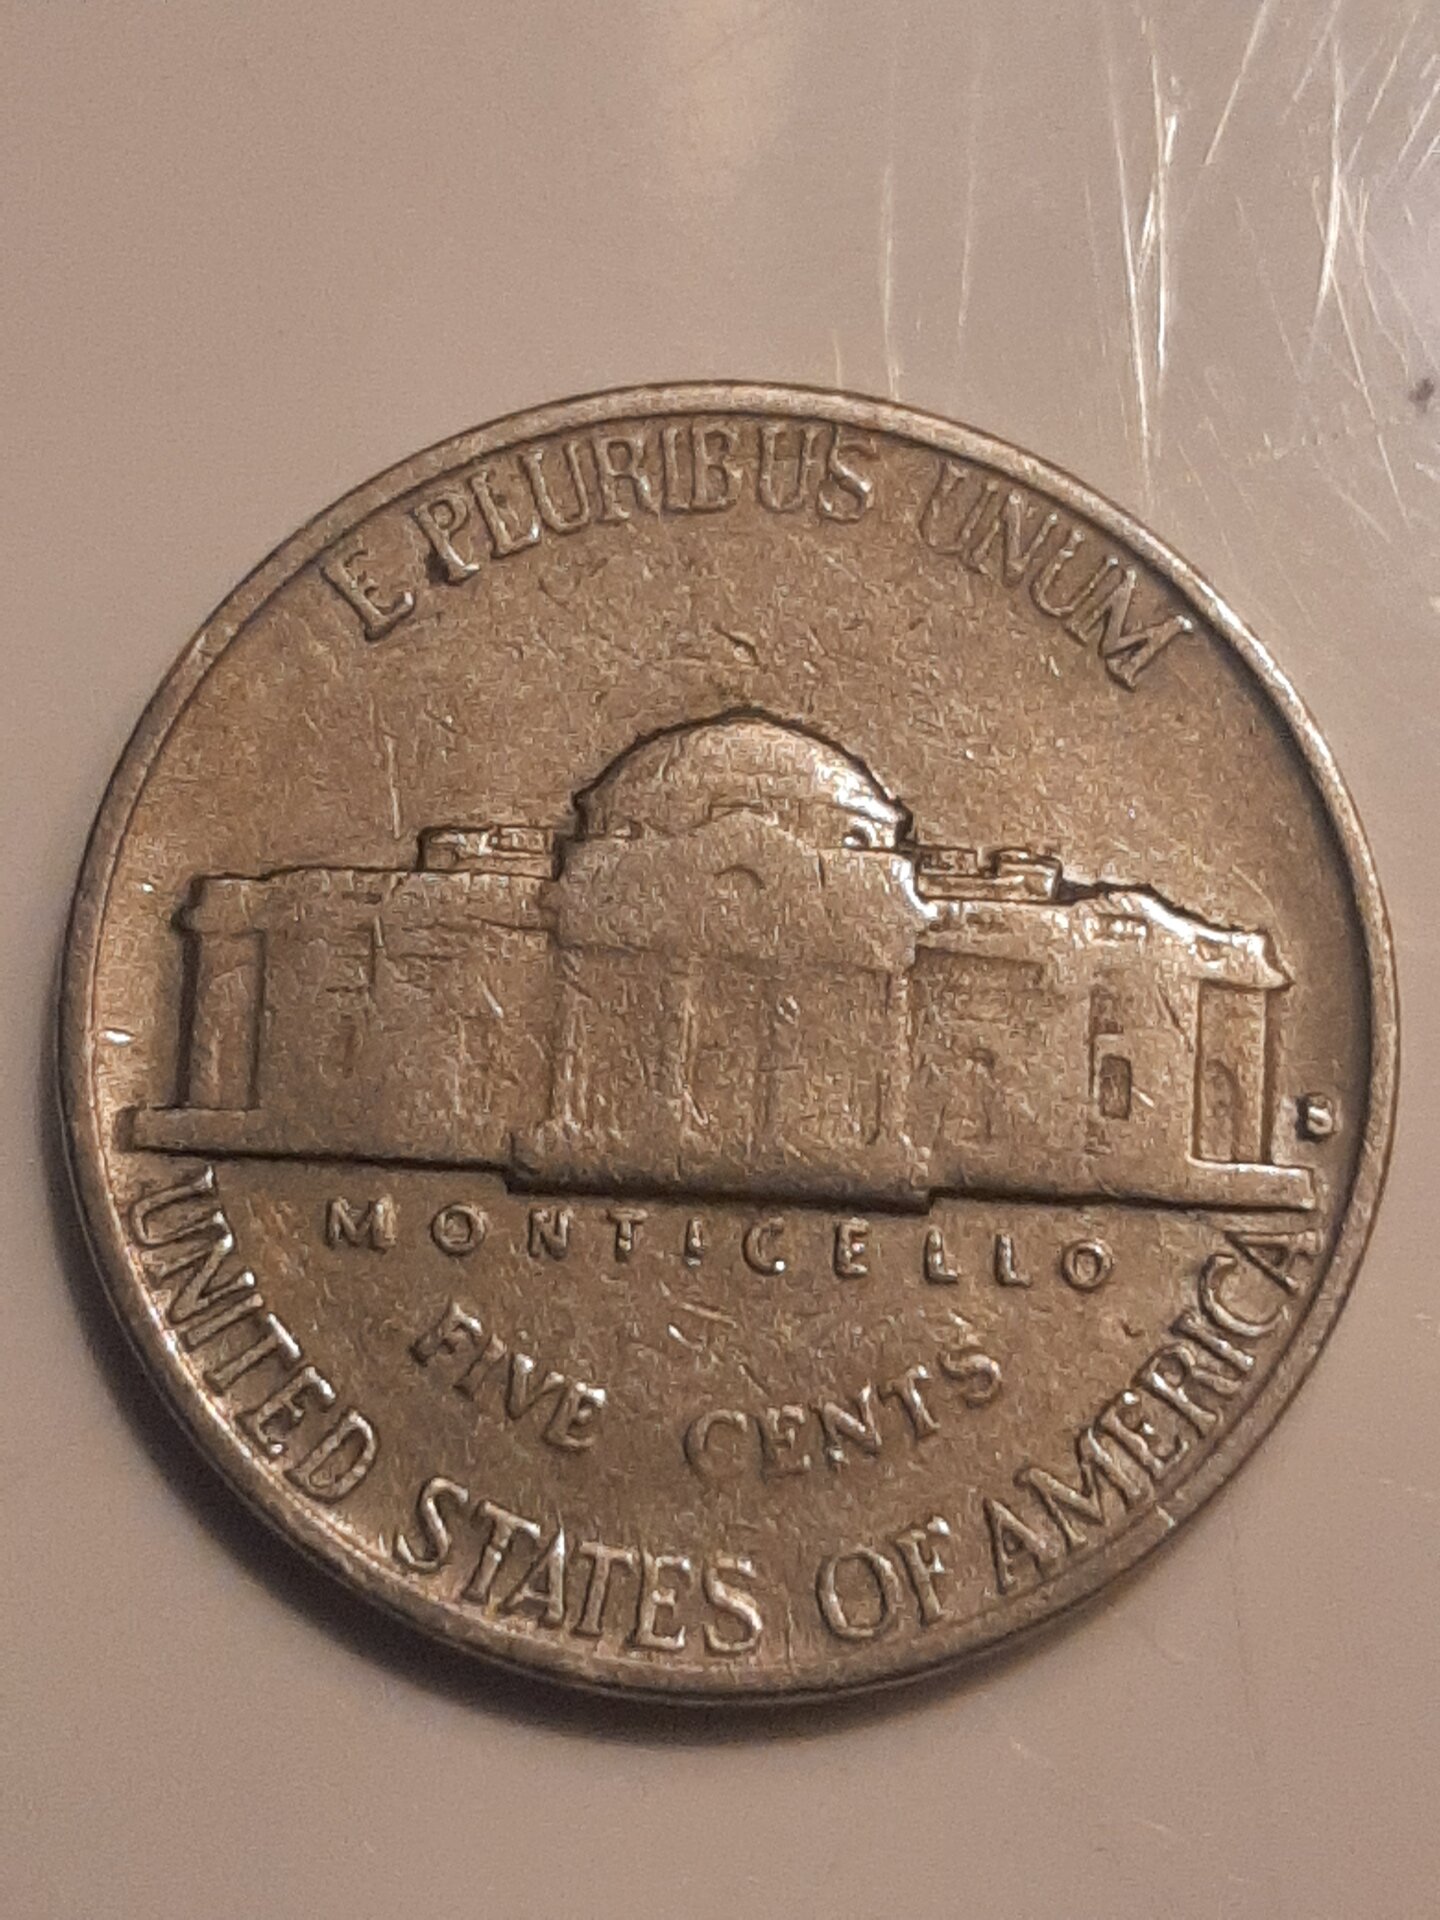 E PLURIBUS UNUM
S
MONTICELLO
FIVE CENTS
UNITED STATES OF AMERICA